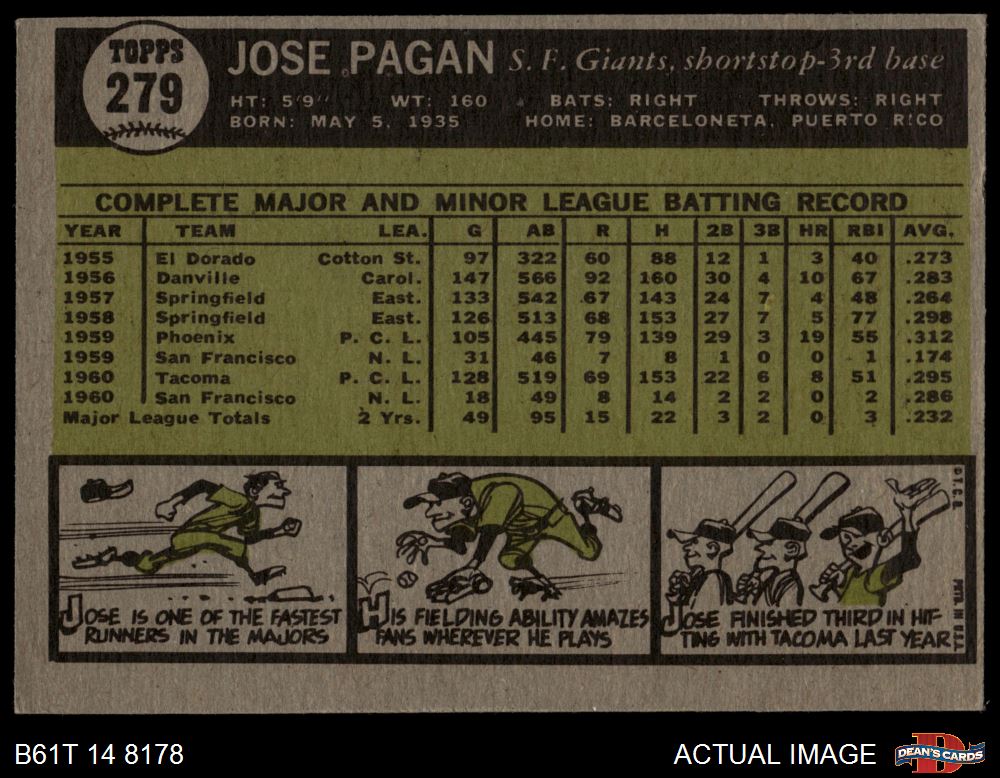 TOPPS
279
JOSE PAGAN S. F. Giants, shortstop-3rd base
HT: 5'9" WT: 160 BATS: RIGHT THROWS: RIGHT
BORN: MAY 5, 1935 HOME: BARCELONETA, PUERTO RICO
COMPLETE MAJOR AND MINOR LEAGUE BATTING RECORD
YEAR TEAM LEA. G AB R H 2B 3B HR RBI AVG.
1955 El Dorado Cotton St. 97 322 60 88 12 1 3 40 .273
1956 Danville Carol. 147 566 92 160 30 4 10 67 .283
1957 Springfield East. 133 542 67 143 24 7 4 48 .264
1958 Springfield East. 126 513 68 153 27 7 5 77 .298
1959 Phoenix P. C. L. 105 445 79 139 29 3 19 55 .312
1959 San Francisco N. L. 31 46 7 8 1 0 0 1 .174
1960 Tacoma P. C. L. 128 519 69 153 22 6 8 51 .295
1960 San Francisco N. L. 18 49 8 14 2 2 0 2 .286
Major League Totals 2 Yrs. 49 95 15 22 3 2 0 3 .232
JOSE IS ONE OF THE FASTEST
RUNNERS IN THE MAJORS
HIS FIELDING ABILITY AMAZES
FANS WHEREVER HE PLAYS
JOSE FINISHED THIRD IN HIT-
TING WITH TACOMA LAST YEAR
©T.C.G. PRTD. IN U.S.A.
B61T 14 8178
ACTUAL IMAGE
DEAN'S CARDS